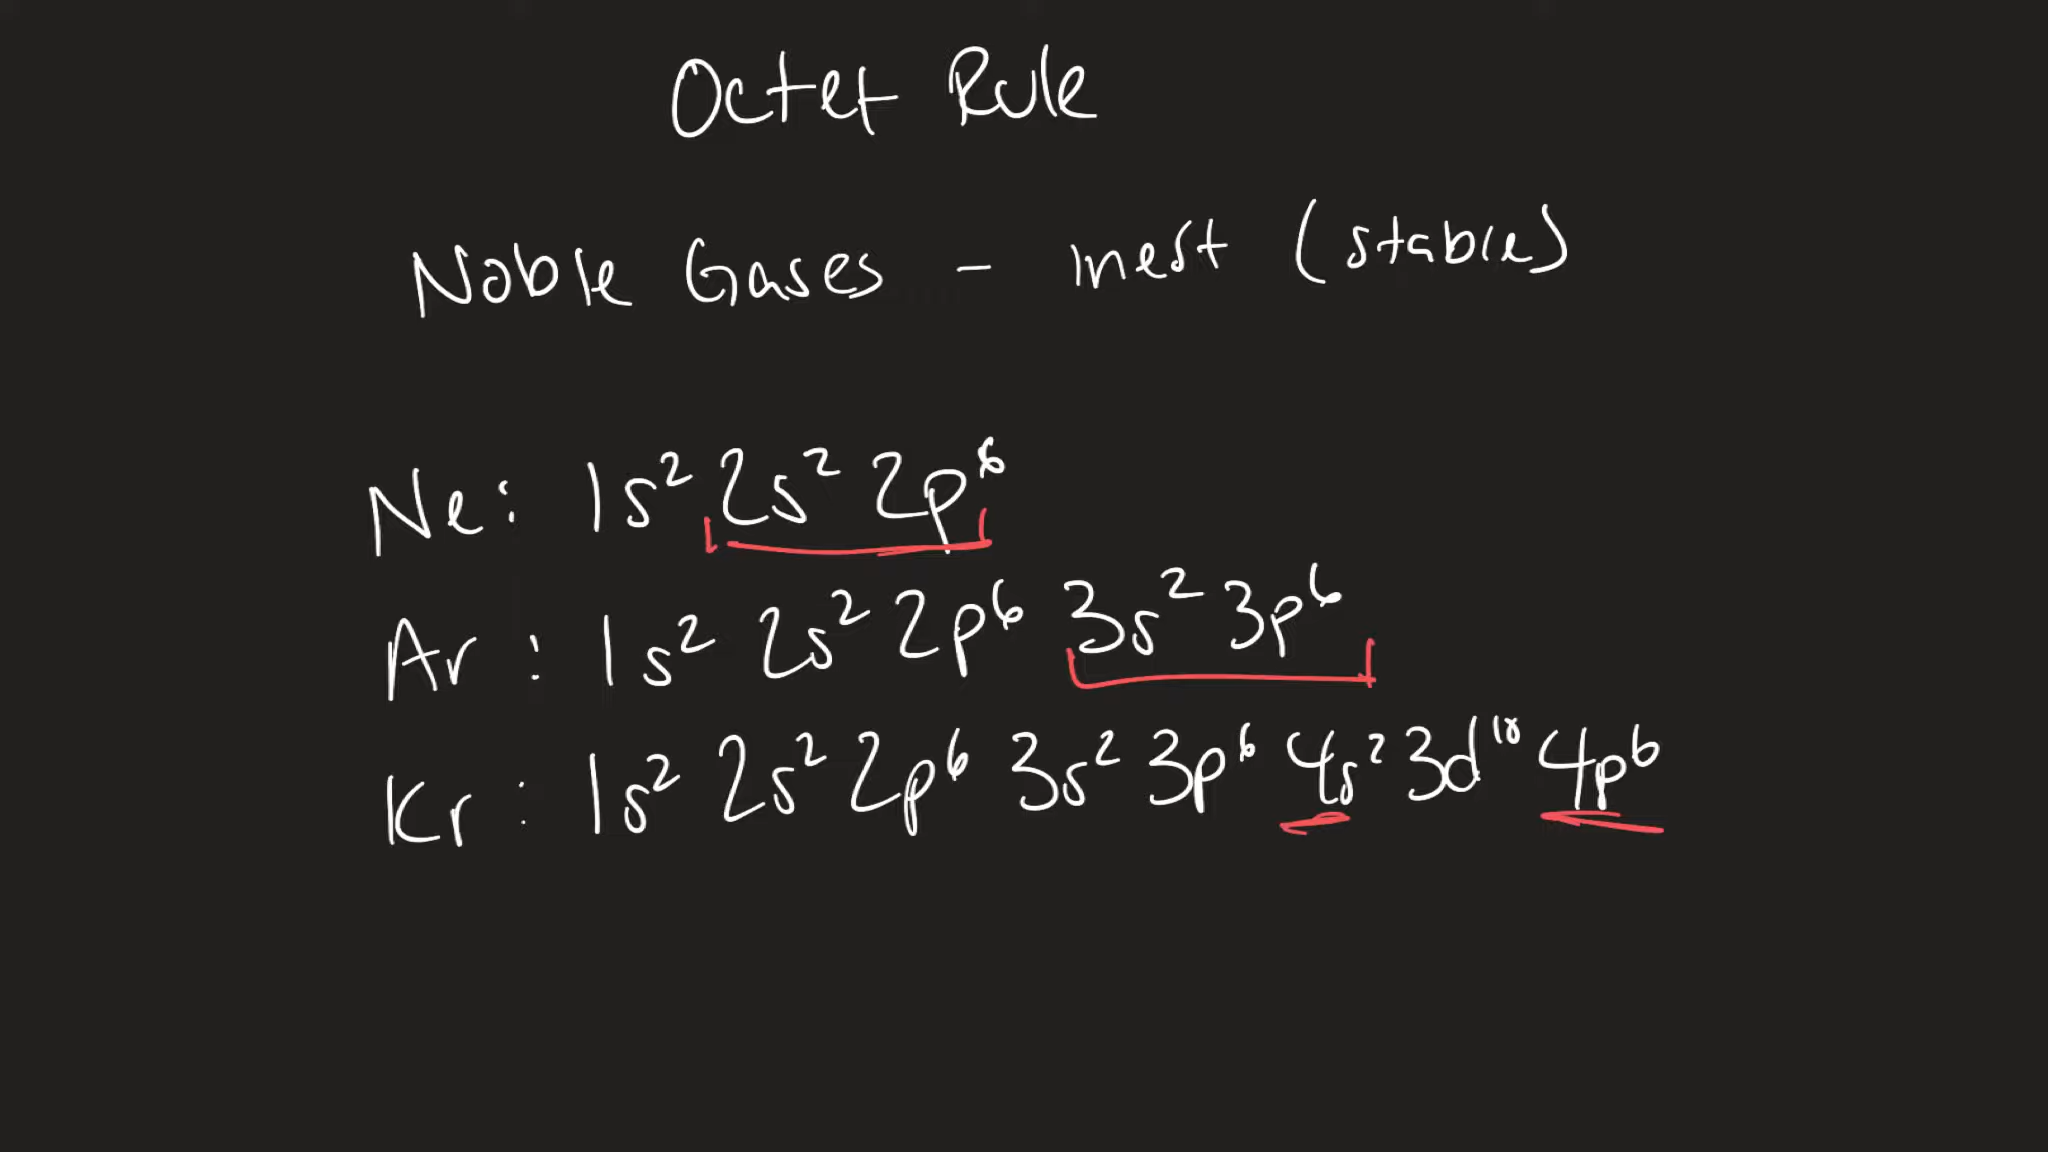 Octet Rule
Noble Gases - inert (stable)
Ne: 1s² 2s² 2p⁶
Ar: 1s² 2s² 2p⁶ 3s² 3p⁶
Kr: 1s² 2s² 2p⁶ 3s² 3p⁶ 4s² 3d¹⁰ 4p⁶